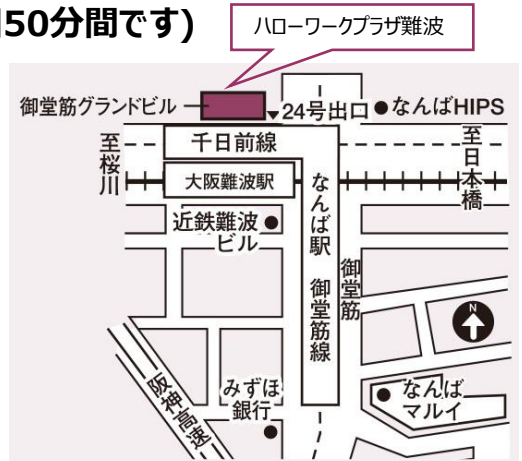 50分間です)
ハローワークプラザ難波
御堂筋グランドビル
24号出口
なんばHIPS
至桜川
千日前線
至日本橋
大阪難波駅
なんば駅 御堂筋線
近鉄難波
ビル
御堂筋
N
阪神高速
みずほ
銀行
なんば
マルイ